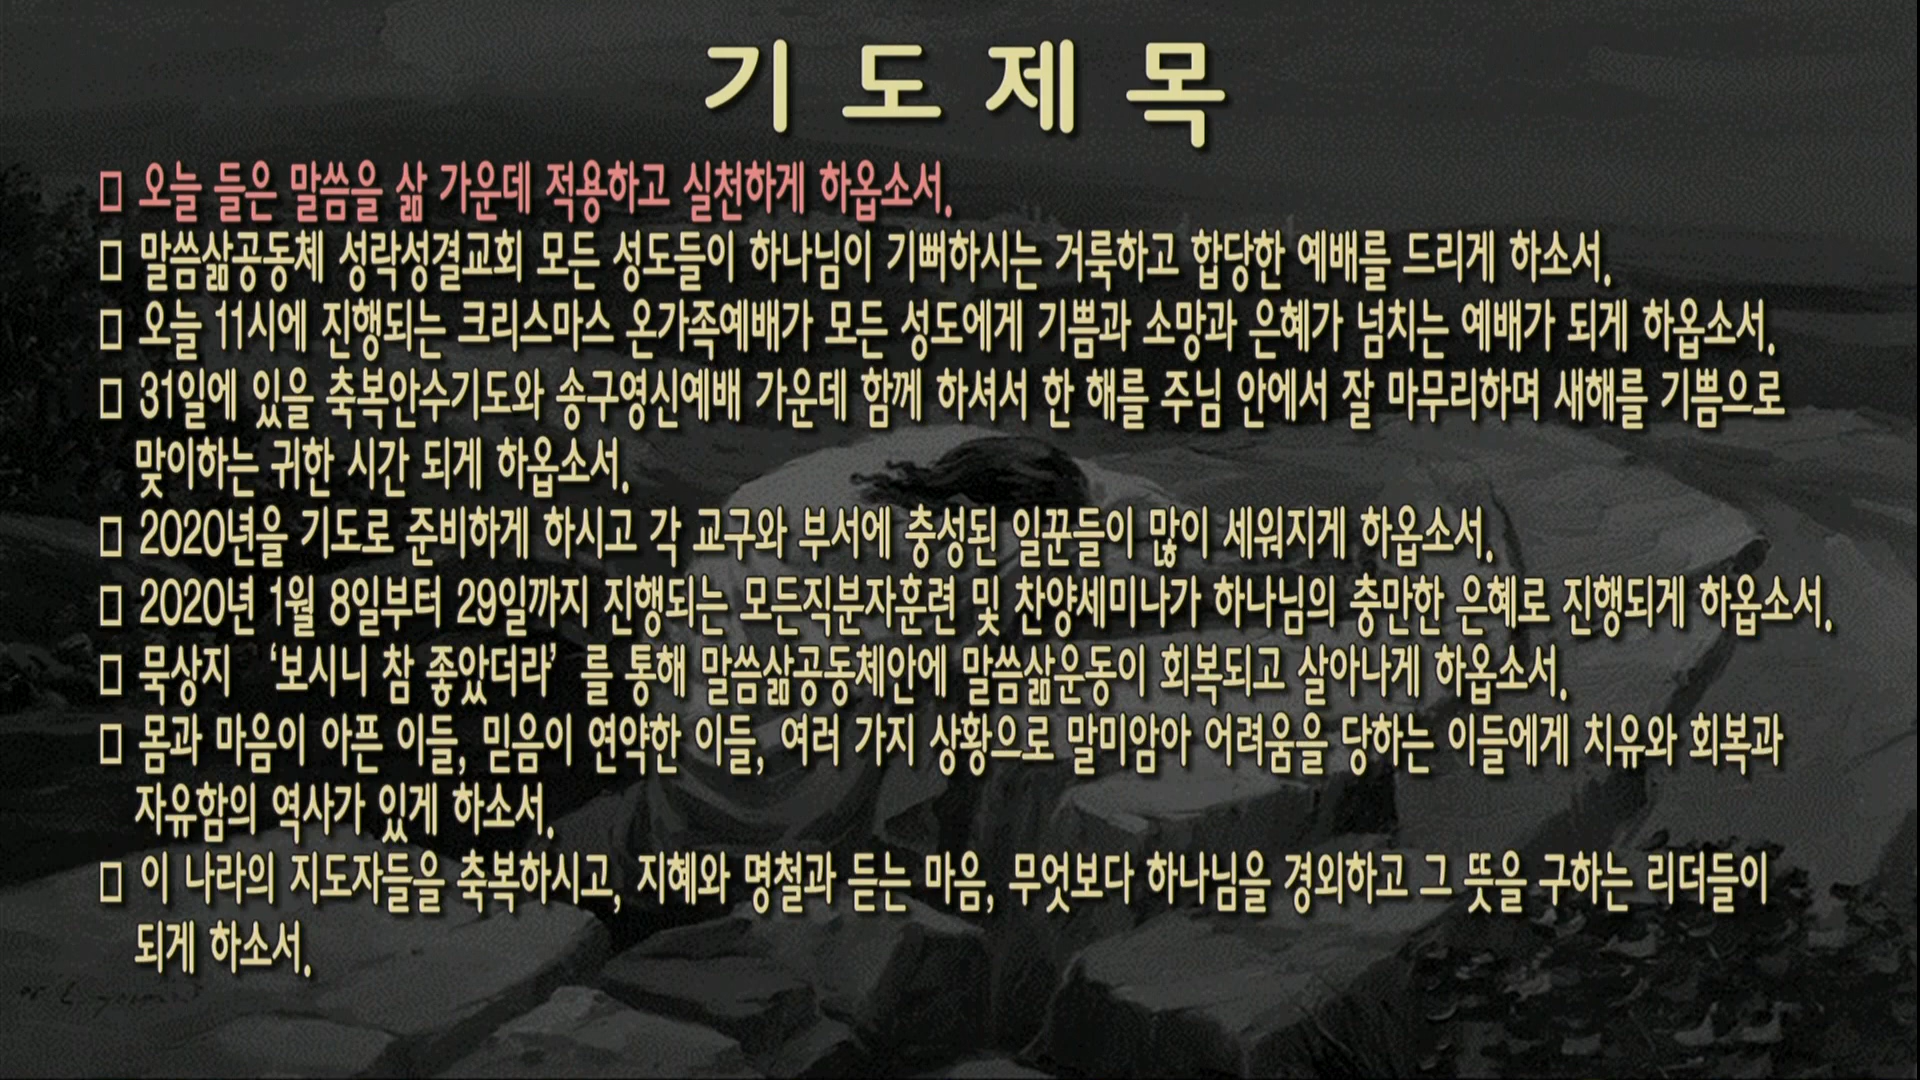 기 도 제 목
□ 오늘 들은 말씀을 삶 가운데 적용하고 실천하게 하옵소서.
□ 말씀삶공동체 성락성결교회 모든 성도들이 하나님이 기뻐하시는 거룩하고 합당한 예배를 드리게 하소서.
□ 오늘 11시에 진행되는 크리스마스 온가족예배가 모든 성도에게 기쁨과 소망과 은혜가 넘치는 예배가 되게 하옵소서.
□ 31일에 있을 축복안수기도와 송구영신예배 가운데 함께 하셔서 한 해를 주님 안에서 잘 마무리하며 새해를 기쁨으로
맞이하는 귀한 시간 되게 하옵소서.
□ 2020년을 기도로 준비하게 하시고 각 교구와 부서에 충성된 일꾼들이 많이 세워지게 하옵소서.
□ 2020년 1월 8일부터 29일까지 진행되는 모든직분자훈련 및 찬양세미나가 하나님의 충만한 은혜로 진행되게 하옵소서.
□ 묵상지 ‘보시니 참 좋았더라’ 를 통해 말씀삶공동체안에 말씀삶운동이 회복되고 살아나게 하옵소서.
□ 몸과 마음이 아픈 이들, 믿음이 연약한 이들, 여러 가지 상황으로 말미암아 어려움을 당하는 이들에게 치유와 회복과
자유함의 역사가 있게 하소서.
□ 이 나라의 지도자들을 축복하시고, 지혜와 명철과 듣는 마음, 무엇보다 하나님을 경외하고 그 뜻을 구하는 리더들이
되게 하소서.